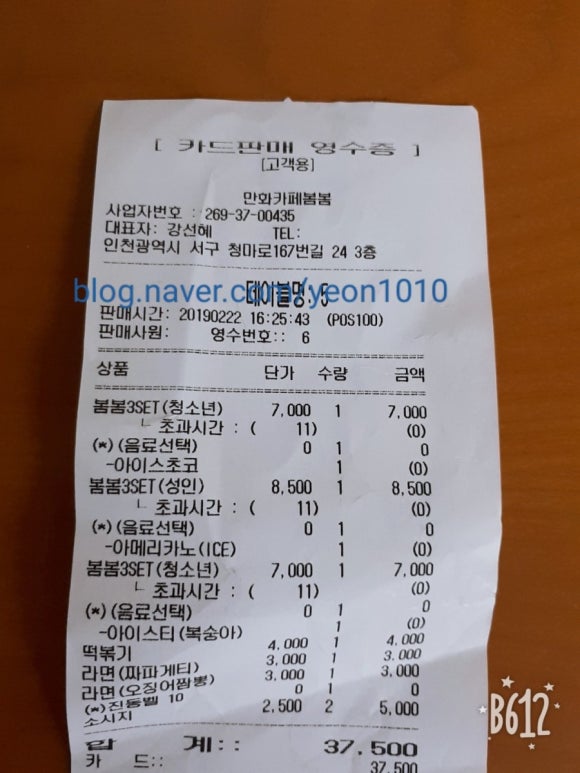 [ 카드판매 영수증 ]
[고객용]
만화카페봄봄
사업자번호 : 269-37-00435
대표자: 강선혜 TEL:
인천광역시 서구 청마로167번길 24 3층
테이블명: 5
blog.naver.com/yeon1010
판매시간: 20190222 16:25:43 (POS100)
판매사원: 영수번호:: 6
상품 단가 수량 금액
봄봄3SET(청소년) 7,000 1 7,000
└ 초과시간 : ( 11) (0)
(*)(음료선택) 0 1 0
-아이스초코 1 (0)
봄봄3SET(성인) 8,500 1 8,500
└ 초과시간 : ( 11) (0)
(*)(음료선택) 0 1 0
-아메리카노(ICE) 1 (0)
봄봄3SET(청소년) 7,000 1 7,000
└ 초과시간 : ( 11) (0)
(*)(음료선택) 0 1 0
-아이스티(복숭아) 1 (0)
떡볶기 4,000 1 4,000
라면(짜파게티) 3,000 1 3,000
라면(오징어짬뽕) 3,000 1 3,000
(*)진동벨 10 0 1 0
소시지 2,500 2 5,000
합 계:: 37,500
카 드:: 37,500
B612